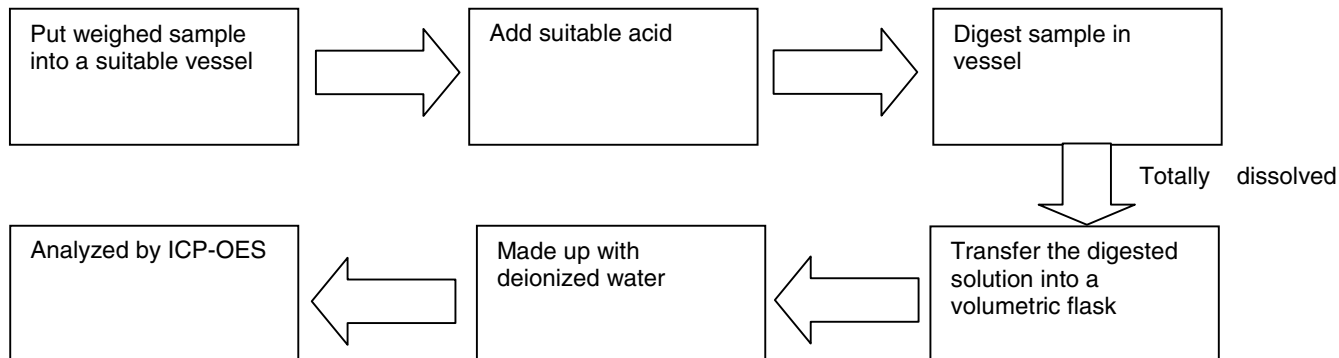 Put weighed sample
into a suitable vessel
Add suitable acid
Digest sample in
vessel
Totally dissolved
Transfer the digested
solution into a
volumetric flask
Made up with
deionized water
Analyzed by ICP-OES